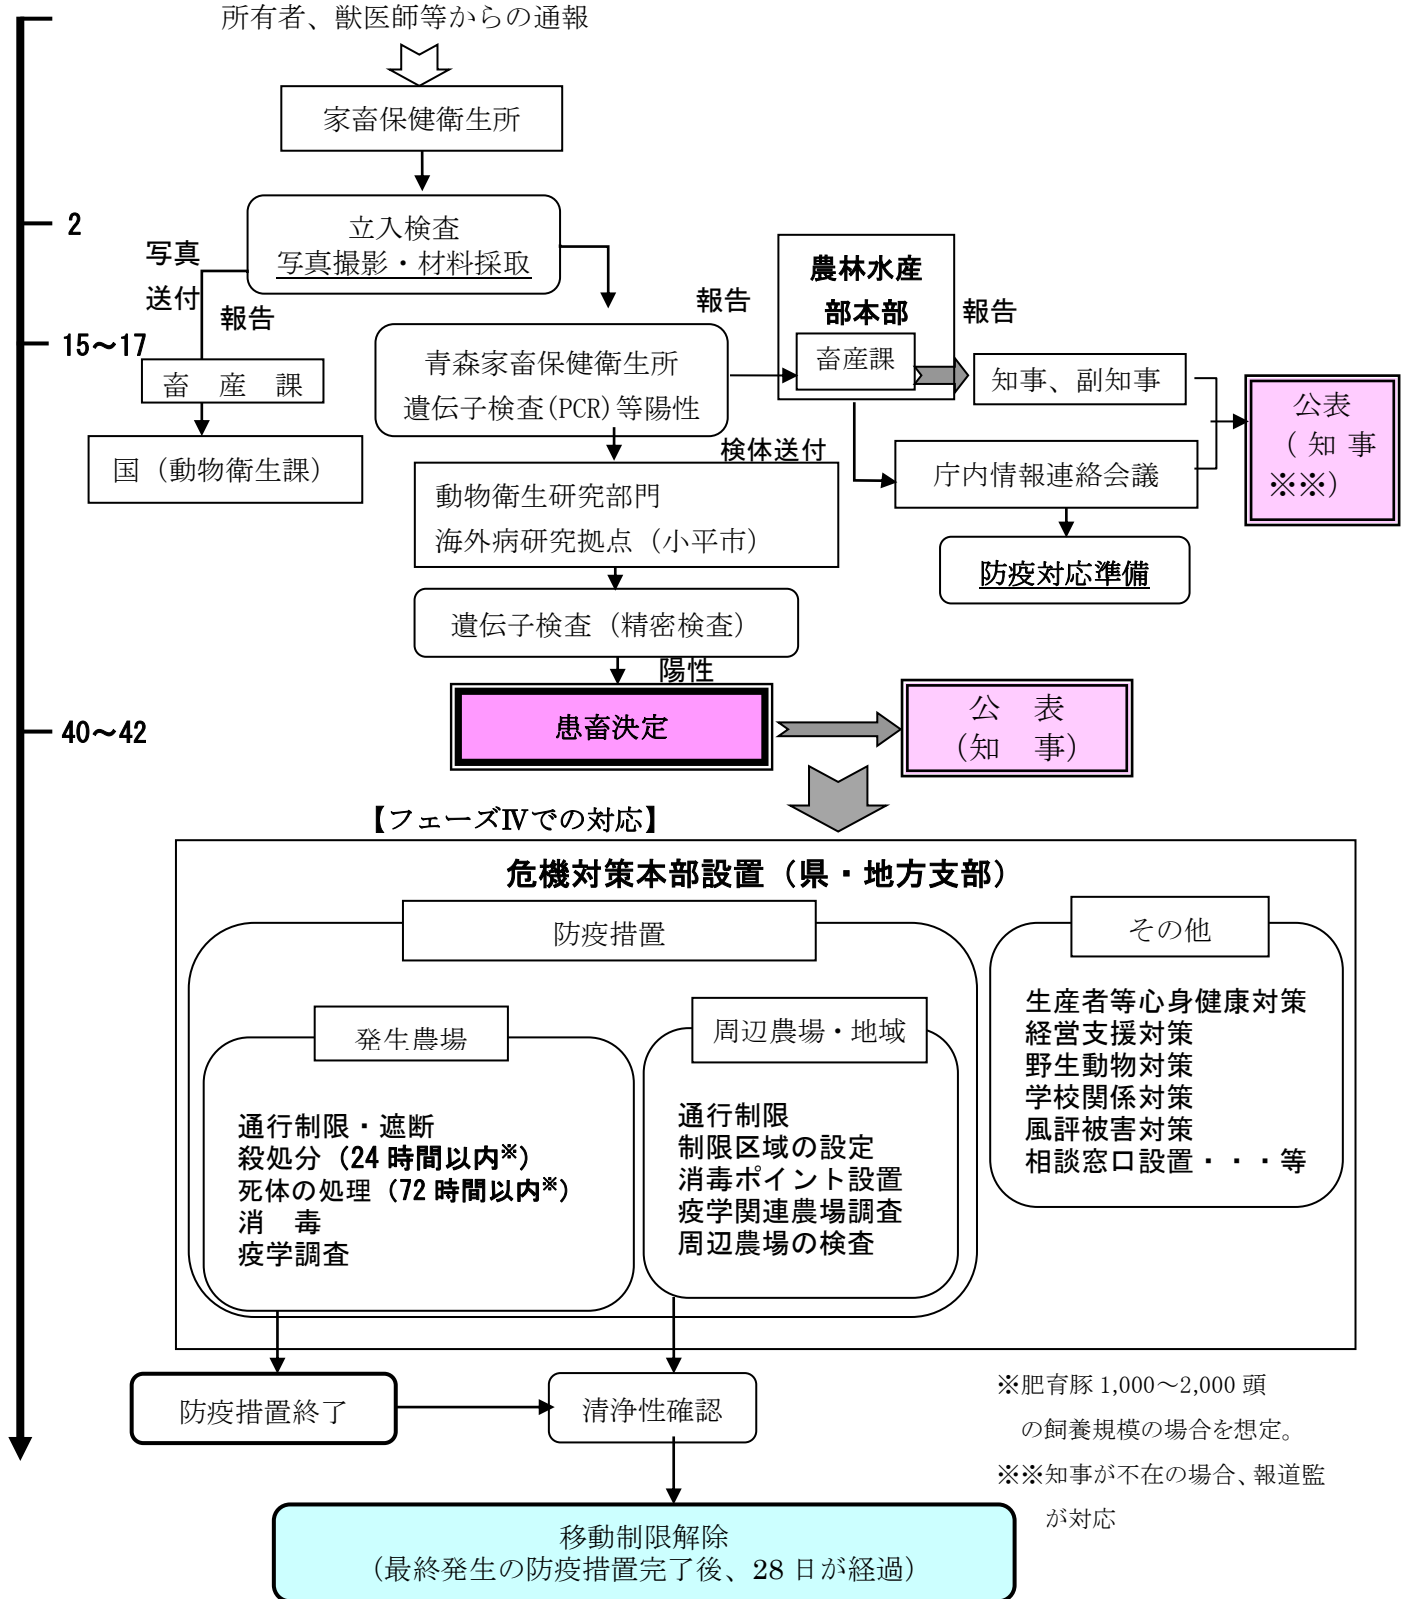 所有者、獣医師等からの通報
家畜保健衛生所
2
立入検査
写真撮影・材料採取
写真
送付
報告
15～17
畜　産　課
国（動物衛生課）
青森家畜保健衛生所
遺伝子検査(PCR)等陽性
報告
農林水産
部本部
畜産課
報告
知事、副知事
公表
（ 知 事
※※）
庁内情報連絡会議
防疫対応準備
検体送付
動物衛生研究部門
海外病研究拠点（小平市）
遺伝子検査（精密検査）
陽性
40～42
患畜決定
公　表
（知　事）
【フェーズⅣでの対応】
危機対策本部設置（県・地方支部）
防疫措置
発生農場
通行制限・遮断
殺処分（24 時間以内※）
死体の処理（72 時間以内※）
消　毒
疫学調査
周辺農場・地域
通行制限
制限区域の設定
消毒ポイント設置
疫学関連農場調査
周辺農場の検査
その他
生産者等心身健康対策
経営支援対策
野生動物対策
学校関係対策
風評被害対策
相談窓口設置・・・等
防疫措置終了
清浄性確認
※肥育豚 1,000～2,000 頭
の飼養規模の場合を想定。
※※知事が不在の場合、報道監
が対応
移動制限解除
（最終発生の防疫措置完了後、28 日が経過）